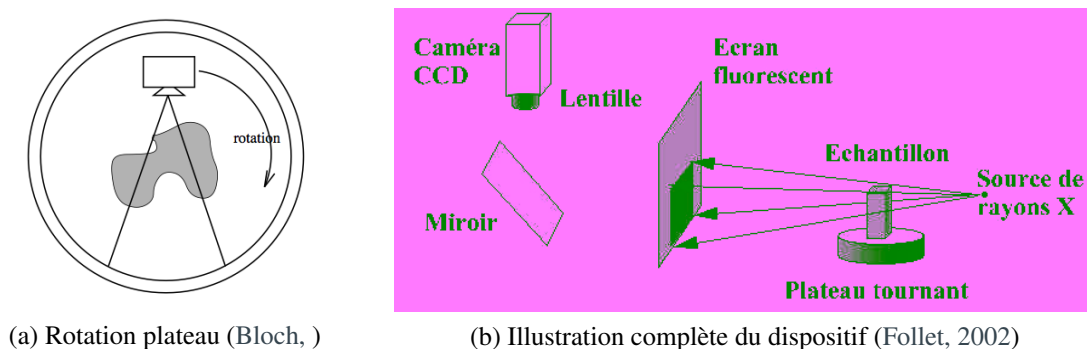 rotation
Caméra
CCD
Lentille
Ecran
fluorescent
Echantillon
Source de
rayons X
Miroir
Plateau tournant
(a) Rotation plateau (Bloch, )
(b) Illustration complète du dispositif (Follet, 2002)